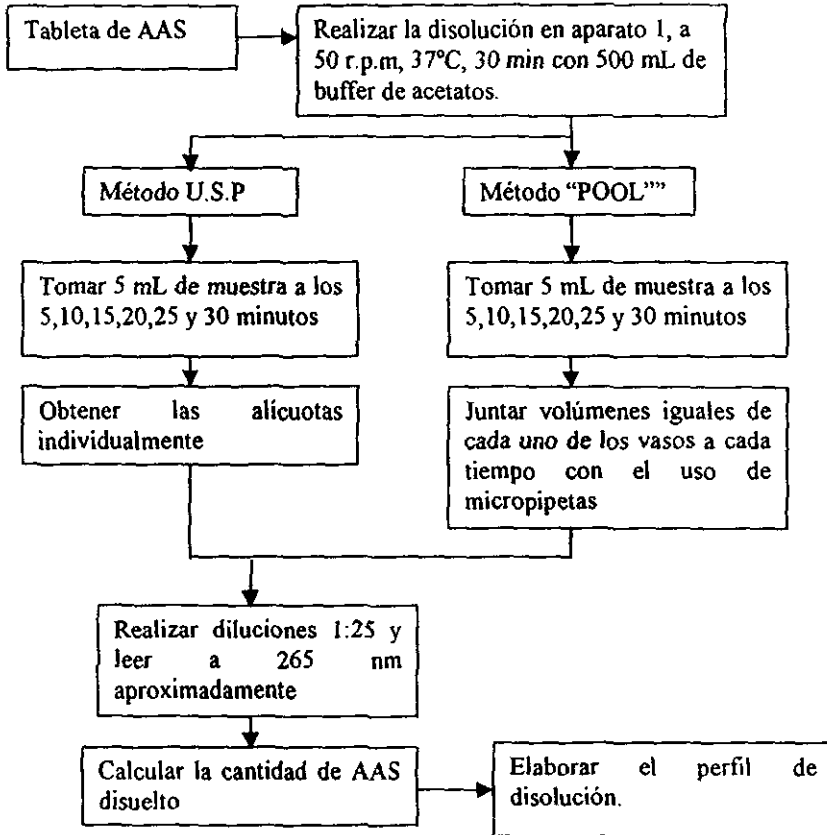 Tableta de AAS
Realizar la disolución en aparato 1, a
50 r.p.m, 37°C, 30 min con 500 mL de
buffer de acetatos.
Método U.S.P
Método “POOL””
Tomar 5 mL de muestra a los
5,10,15,20,25 y 30 minutos
Tomar 5 mL de muestra a los
5,10,15,20,25 y 30 minutos
Obtener las alícuotas
individualmente
Juntar volúmenes iguales de
cada uno de los vasos a cada
tiempo con el uso de
micropipetas
Realizar diluciones 1:25 y
leer a 265 nm
aproximadamente
Calcular la cantidad de AAS
disuelto
Elaborar el perfil de
disolución.